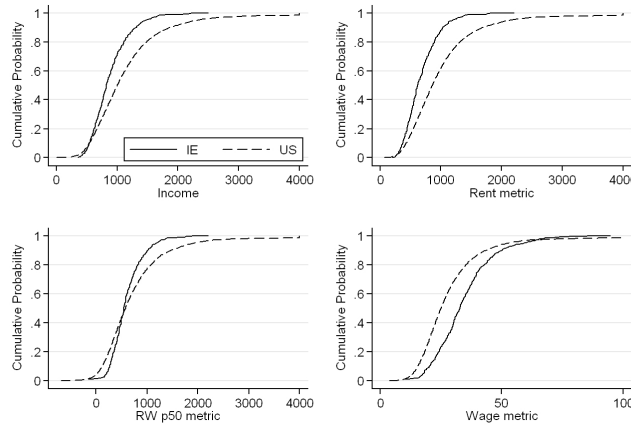 Cumulative Probability
1
.8
.6
.4
.2
0
IE
US
0 1000 2000 3000 4000
Income
Cumulative Probability
1
.8
.6
.4
.2
0
0 1000 2000 3000 4000
Rent metric
Cumulative Probability
1
.8
.6
.4
.2
0
0 1000 2000 3000 4000
RW p50 metric
Cumulative Probability
1
.8
.6
.4
.2
0
0 50 100
Wage metric